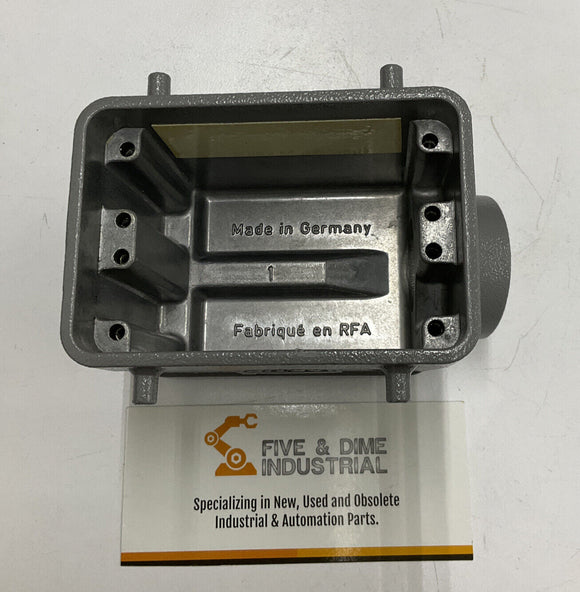 Made in Germany
1
Fabriqué en RFA
FIVE & DIME
INDUSTRIAL
Specializing in New, Used and Obsolete
Industrial & Automation Parts.